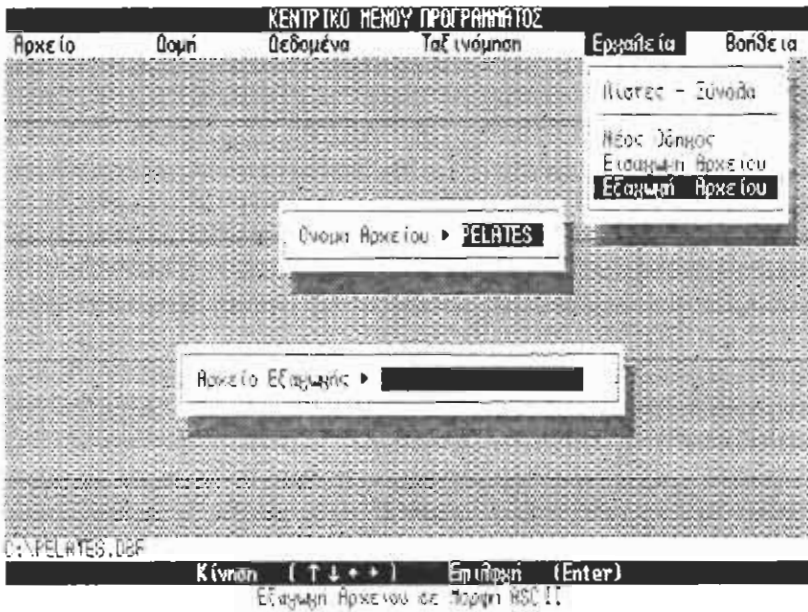 ΚΕΝΤΡΙΚΟ ΜΕΝΟΥ ΠΡΟΓΡΑΜΜΑΤΟΣ
Αρχείο Δομή Δεδομένα Ταξινόμηση Εργαλεία Βοήθεια
Λίστες - Σύνολα
Νέος Οδηγός
Εισαγωγή Αρχείου
Εξαγωγή Αρχείου
Όνομα Αρχείου ▶ PELATES
Αρχείο Εξαγωγής ▶
C:\PELATES.DBF
Κίνηση (↑↓←→) Επιλογή (Enter)
Εξαγωγή Αρχείου σε Μορφή ASCII